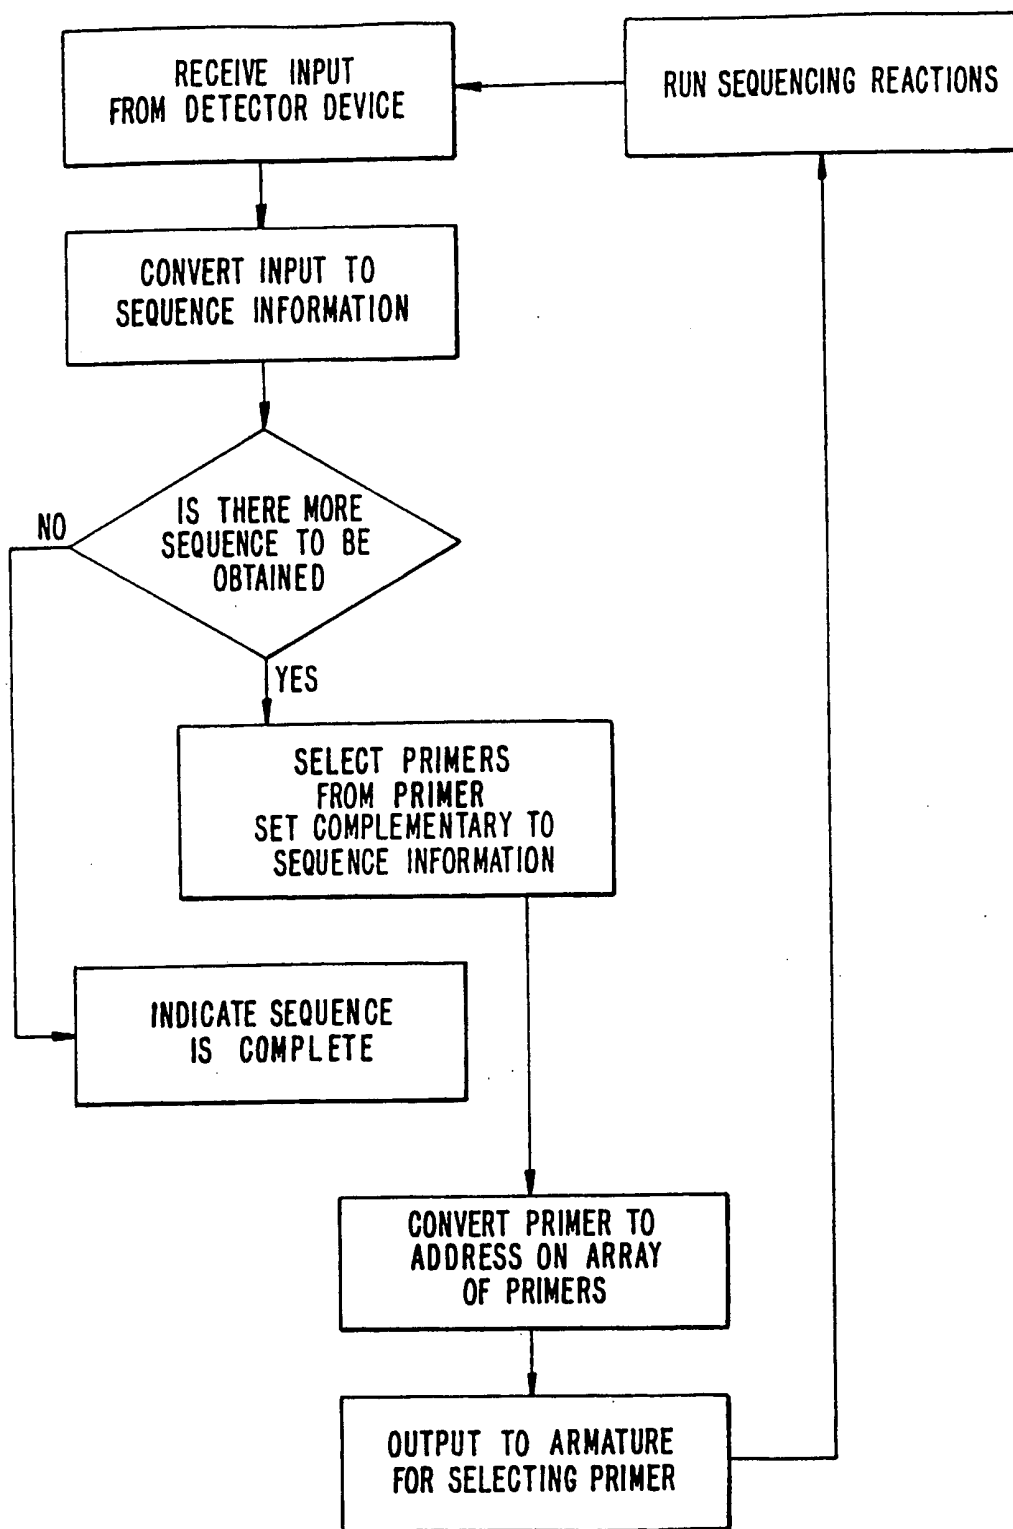 RECEIVE INPUT
FROM DETECTOR DEVICE
RUN SEQUENCING REACTIONS
CONVERT INPUT TO
SEQUENCE INFORMATION
IS THERE MORE
SEQUENCE TO BE
OBTAINED
NO
YES
SELECT PRIMERS
FROM PRIMER
SET COMPLEMENTARY TO
SEQUENCE INFORMATION
INDICATE SEQUENCE
IS COMPLETE
CONVERT PRIMER TO
ADDRESS ON ARRAY
OF PRIMERS
OUTPUT TO ARMATURE
FOR SELECTING PRIMER